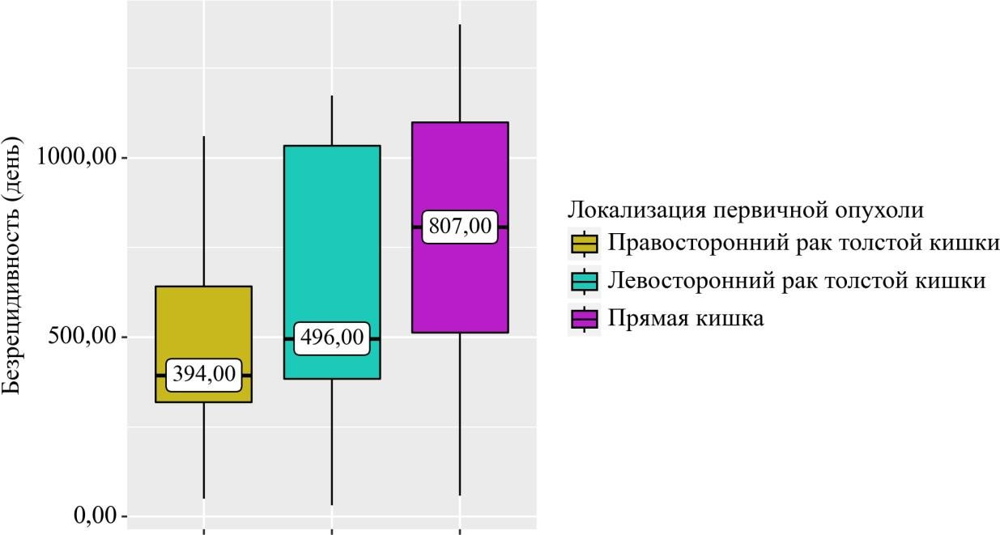 Безрецидивность (день)
1000,00
500,00
0,00
394,00
496,00
807,00
Локализация первичной опухоли
Правосторонний рак толстой кишки
Левосторонний рак толстой кишки
Прямая кишка